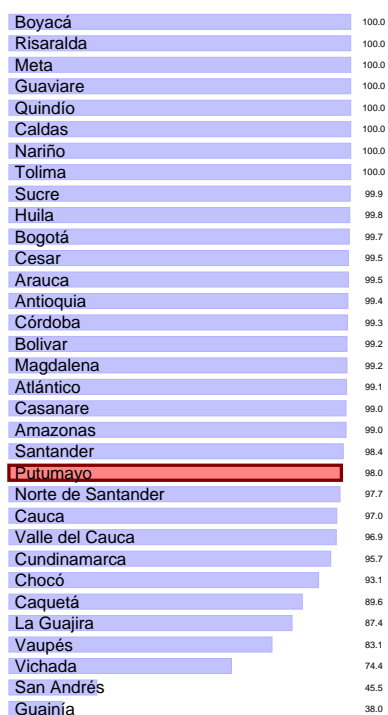 Boyacá 100.0
Risaralda 100.0
Meta 100.0
Guaviare 100.0
Quindío 100.0
Caldas 100.0
Nariño 100.0
Tolima 100.0
Sucre 99.9
Huila 99.8
Bogotá 99.7
Cesar 99.5
Arauca 99.5
Antioquia 99.4
Córdoba 99.3
Bolivar 99.2
Magdalena 99.2
Atlántico 99.1
Casanare 99.0
Amazonas 99.0
Santander 98.4
Putumayo 98.0
Norte de Santander 97.7
Cauca 97.0
Valle del Cauca 96.9
Cundinamarca 95.7
Chocó 93.1
Caquetá 89.6
La Guajira 87.4
Vaupés 83.1
Vichada 74.4
San Andrés 45.5
Guainía 38.0